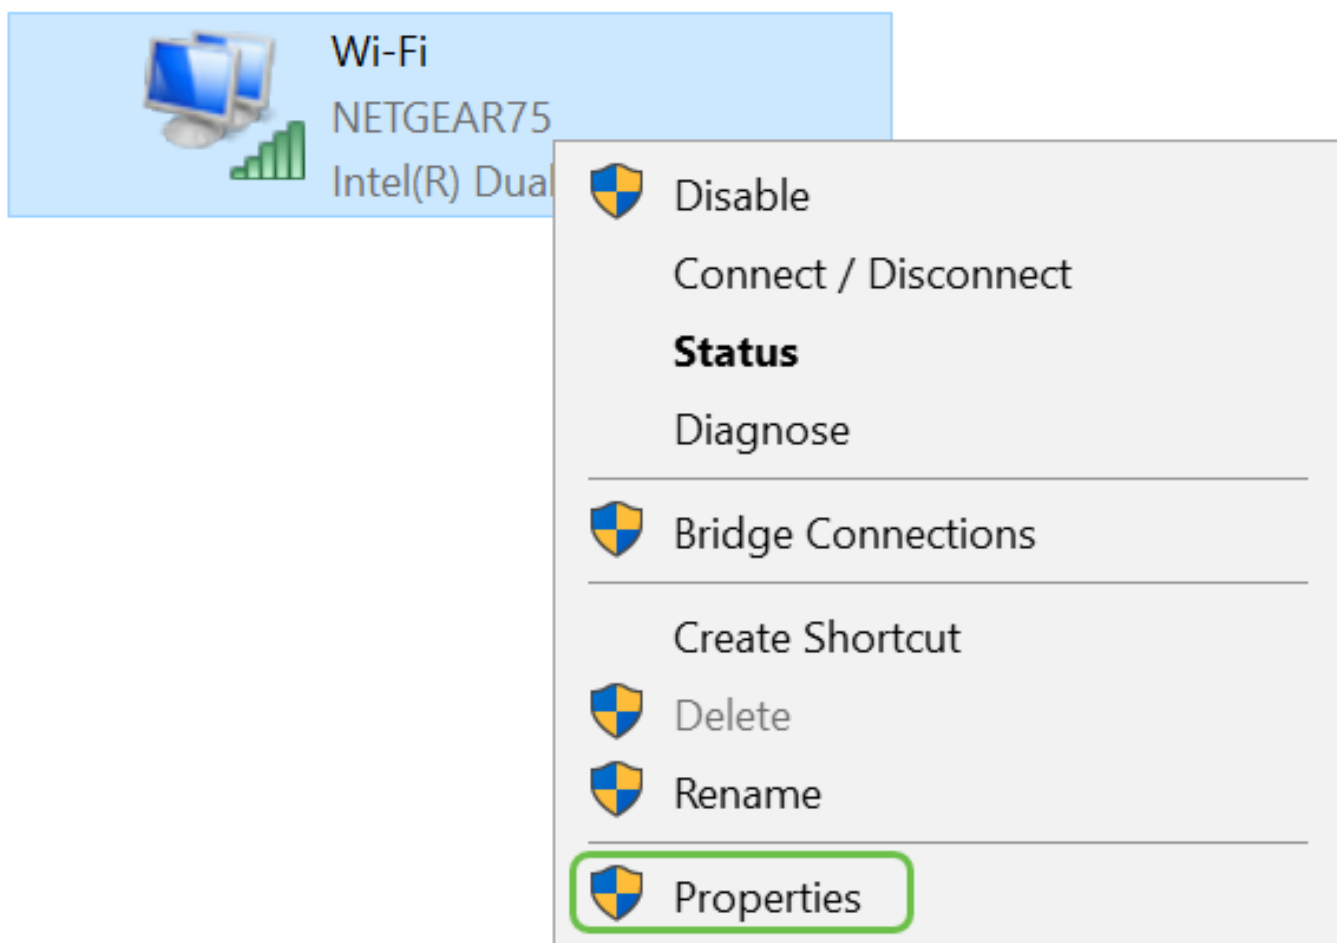 Wi-Fi
NETGEAR75
Intel(R) Dual
Disable
Connect / Disconnect
Status
Diagnose
Bridge Connections
Create Shortcut
Delete
Rename
Properties